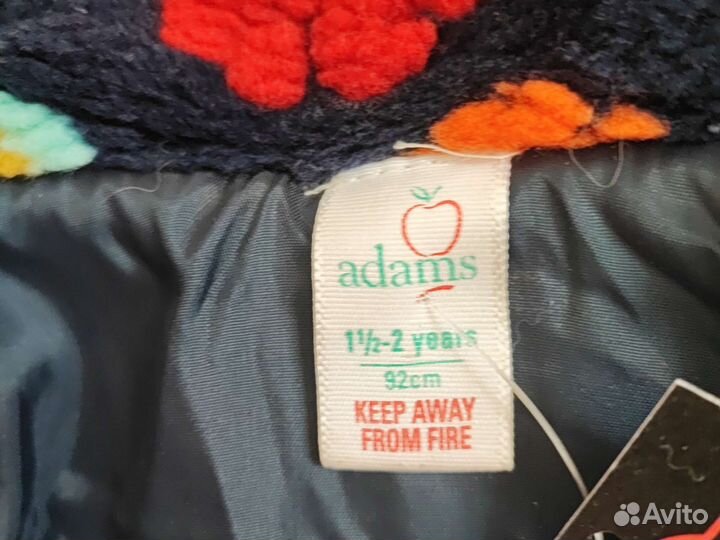 adams
1½-2 years
92cm
KEEP AWAY
FROM FIRE
Avito